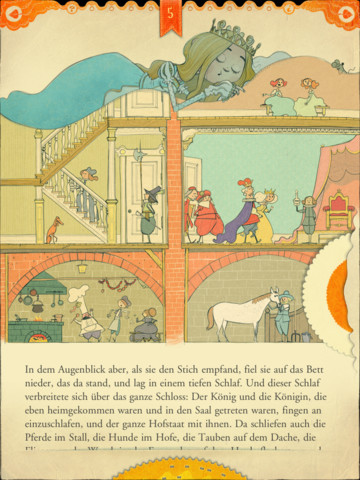 5
In dem Augenblick aber, als sie den Stich empfand, fiel sie auf das Bett
nieder, das da stand, und lag in einem tiefen Schlaf. Und dieser Schlaf
verbreitete sich über das ganze Schloss: Der König und die Königin, die
eben heimgekommen waren und in den Saal getreten waren, fingen an
einzuschlafen, und der ganze Hofstaat mit ihnen. Da schliefen auch die
Pferde im Stall, die Hunde im Hofe, die Tauben auf dem Dache, die